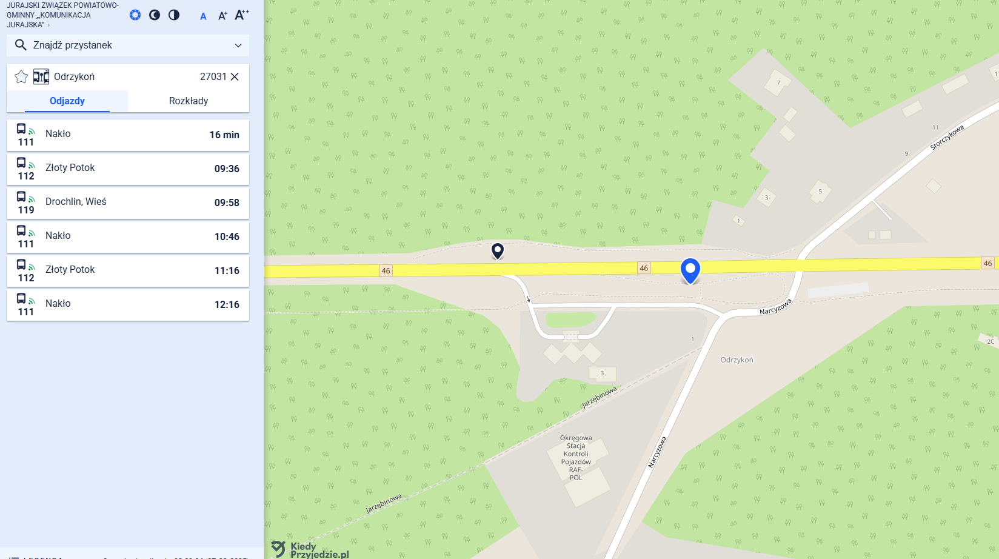 JURAJSKI ZWIĄZEK POWIATOWO-
GMINNY „„KOMUNIKACJA
JURAJSKA" ›
A A+ A++
Znajdź przystanek
Odrzykoń 27031
Odjazdy Rozkłady
111 Nakło 16 min
112 Złoty Potok 09:36
119 Drochlin, Wieś 09:58
111 Nakło 10:46
112 Złoty Potok 11:16
111 Nakło 12:16
7
11
11
Storczykowa
9
5
3
1
46
46
46
Narcyzowa
1
2C
Odrzykoń
3
Jarzębinowa
Okręgowa
Stacja
Kontroli
Pojazdów
RAF-
POL
Narcyzowa
Jarzębinowa
Kiedy
Przyjedzie.pl